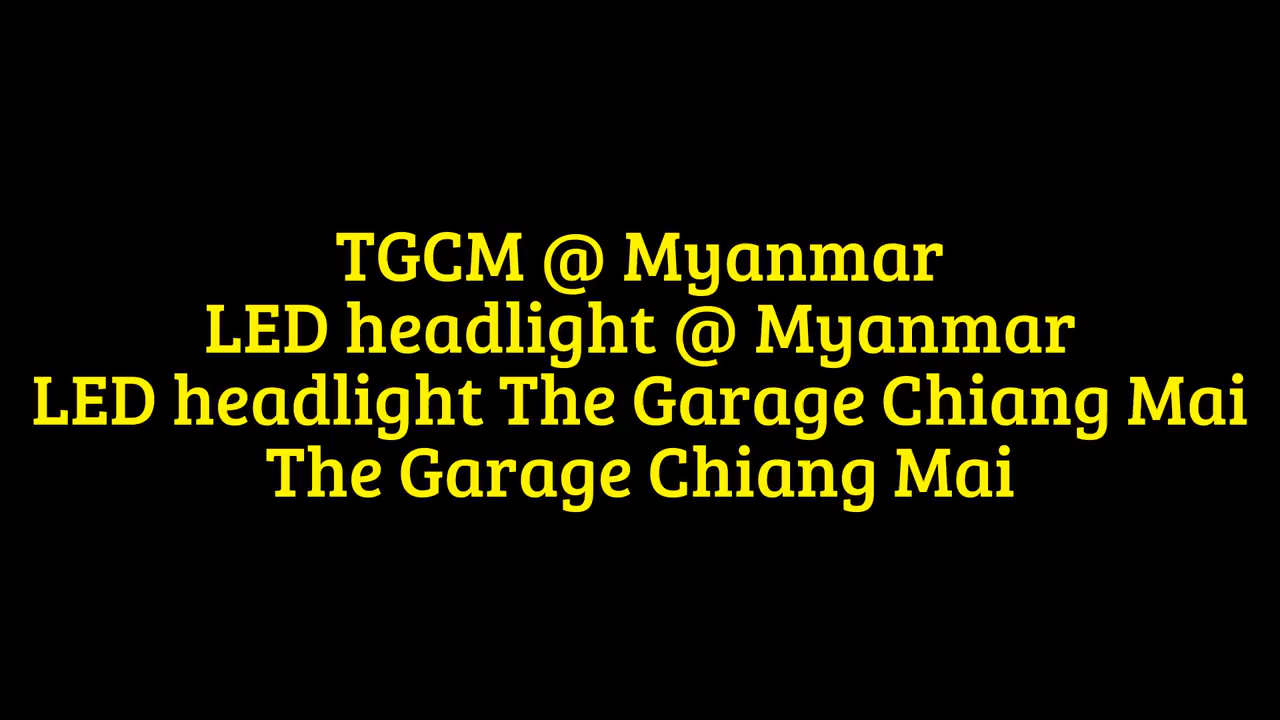 TGCM @ Myanmar
LED headlight @ Myanmar
LED headlight The Garage Chiang Mai
The Garage Chiang Mai